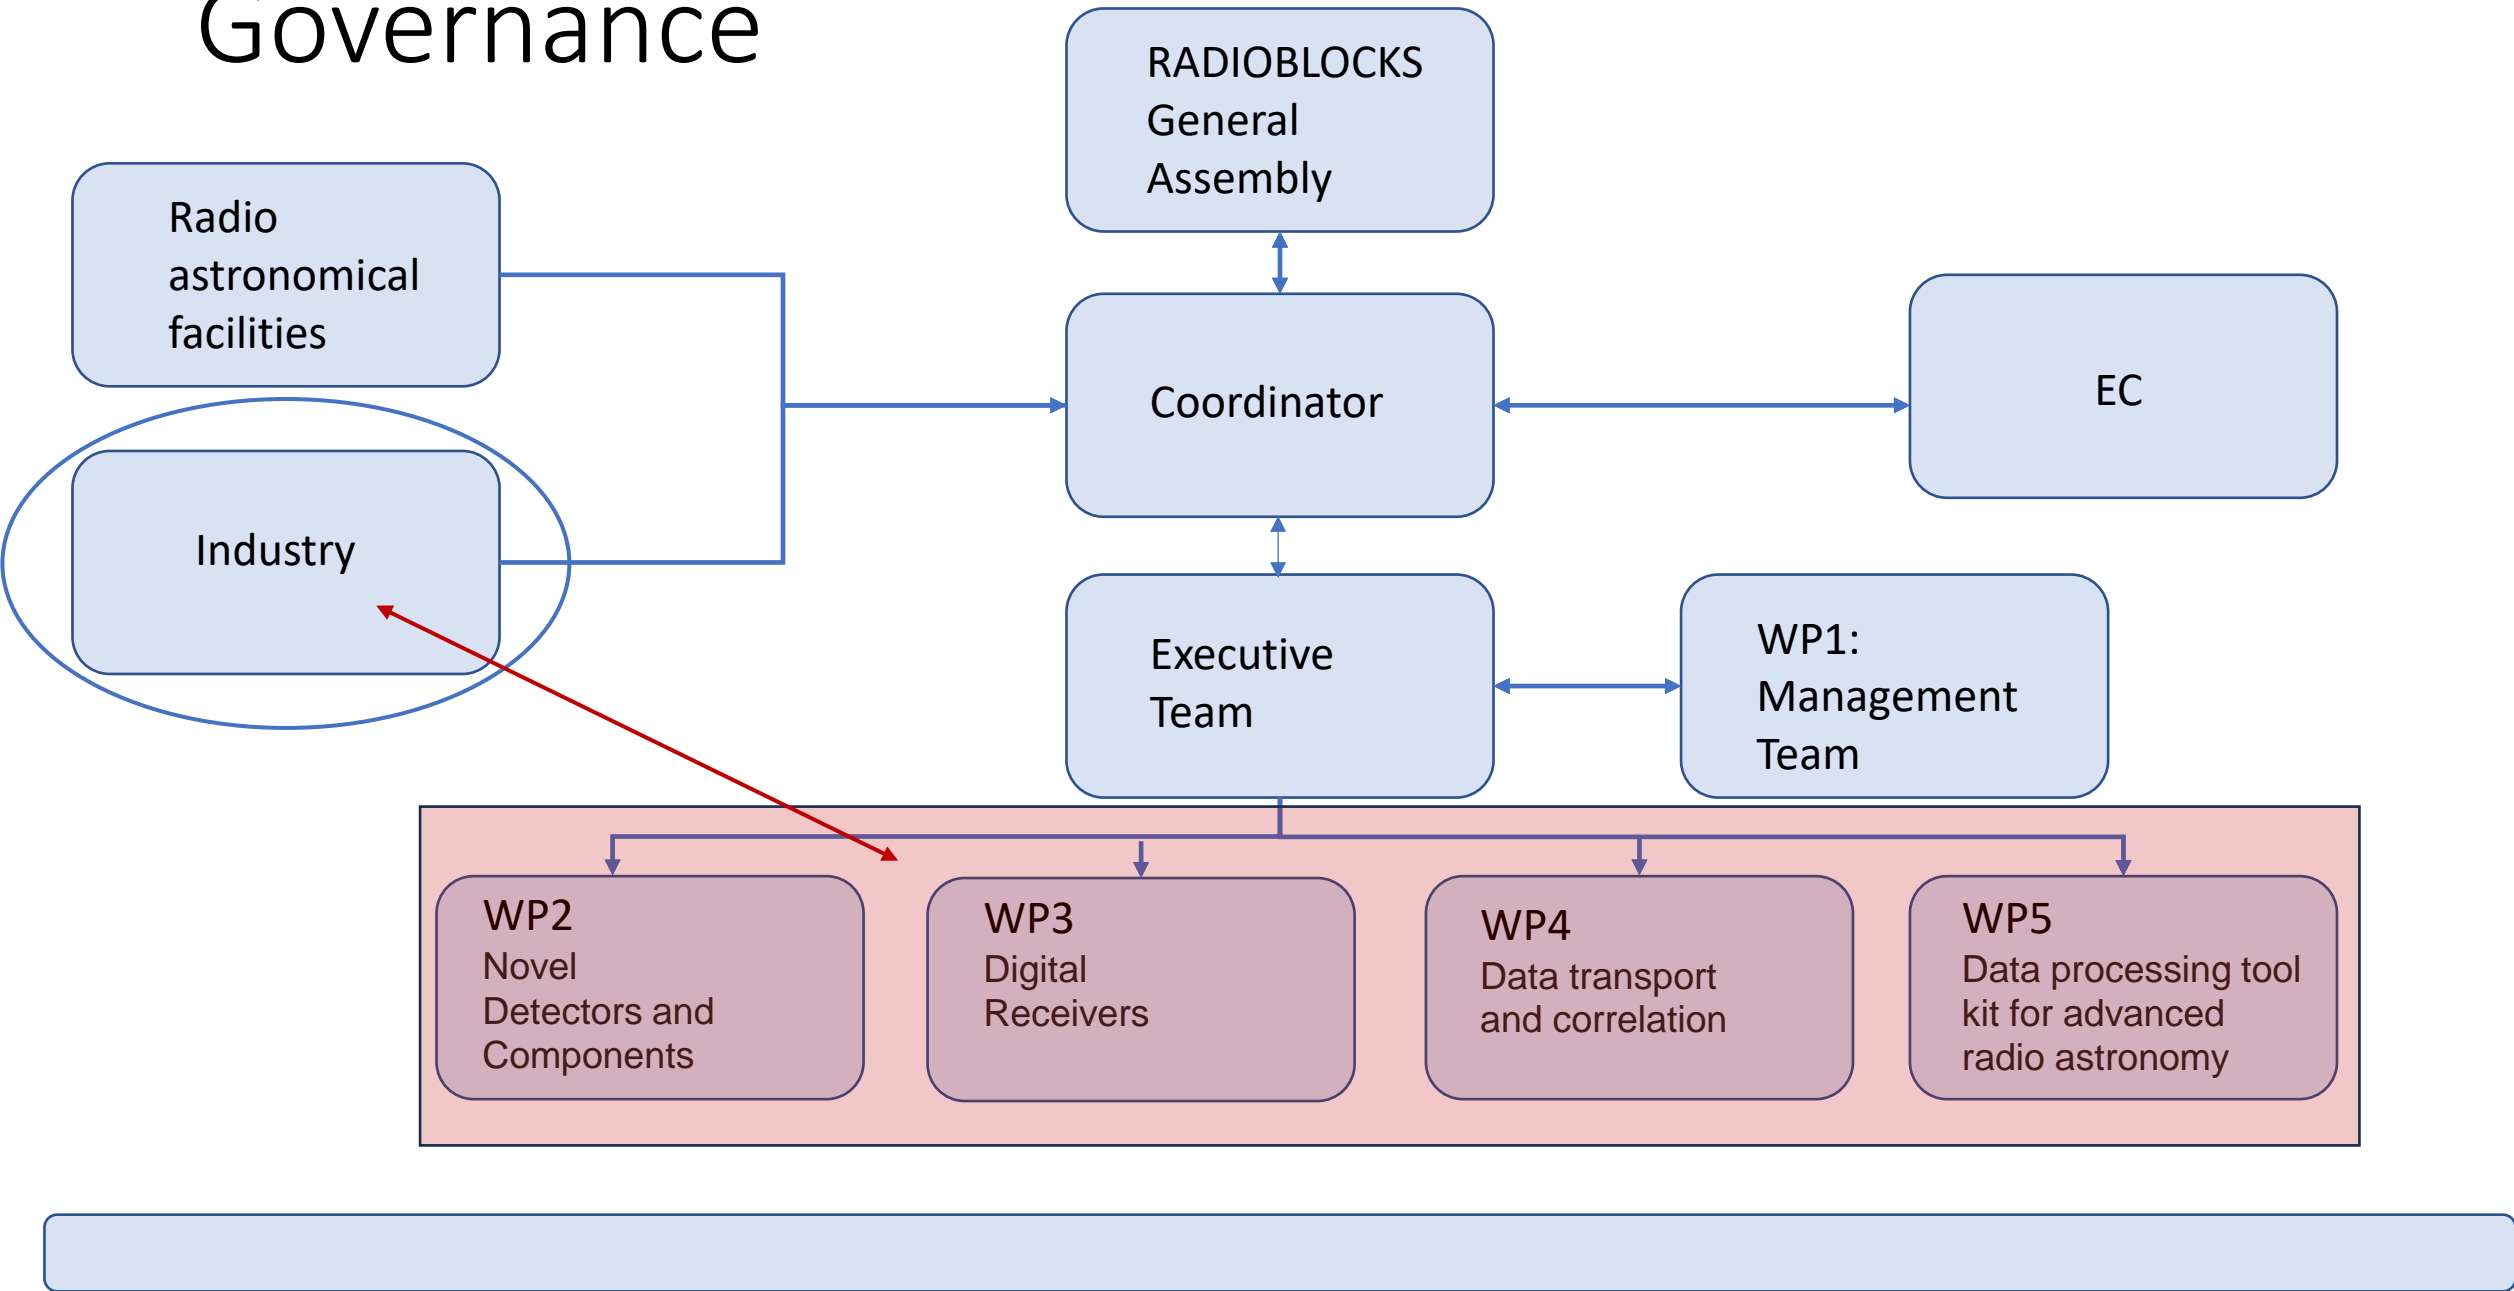 Governance
RADIOBLOCKS
General
Assembly
Radio
astronomical
facilities
Coordinator
EC
Industry
Executive
Team
WP1:
Management
Team
WP2
Novel
Detectors and
Components
WP3
Digital
Receivers
WP4
Data transport
and correlation
WP5
Data processing tool
kit for advanced
radio astronomy